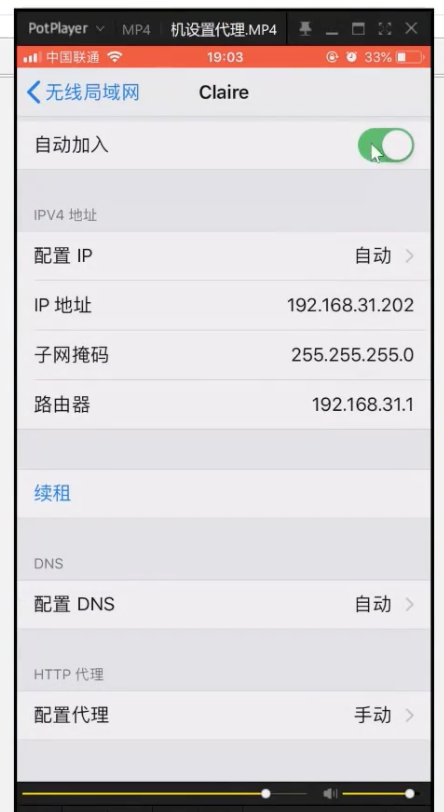 PotPlayer MP4 机设置代理.MP4
中国联通 19:03 33%
无线局域网 Claire
自动加入
IPV4 地址
配置 IP 自动
IP 地址 192.168.31.202
子网掩码 255.255.255.0
路由器 192.168.31.1
续租
DNS
配置 DNS 自动
HTTP 代理
配置代理 手动